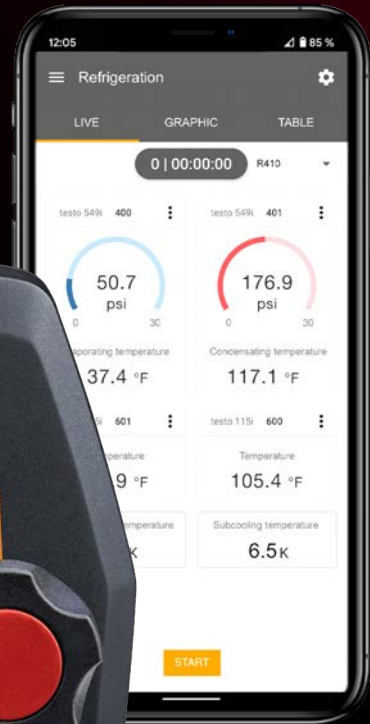 12:05 85 %
Refrigeration
LIVE GRAPHIC TABLE
0 | 00:00:00 R410
testo 549i 400 testo 549i 401
50.7 176.9
psi psi
0 30 0 30
temperature Condensating temperature
37.4 °F 117.1 °F
601 testo 115i 600
Temperature
.9 °F 105.4 °F
Subcooling temperature
K 6.5 K
START